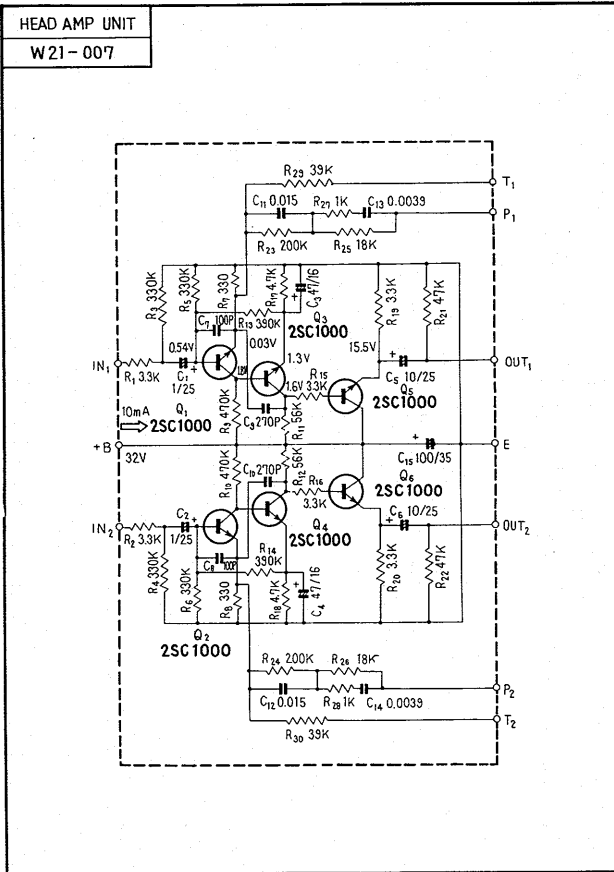 HEAD AMP UNIT
W21-007
R29 39K
T1
C11 0.015
R27 1K
C13 0.0039
P1
R23 200K
R25 18K
R3 330K
R5 330K
R7 330
R17 4.7K
C3 47/16
C7 100P
R13 390K
Q3
2SC1000
R19 3.3K
R21 47K
0.54V
0.03V
1.3V
15.5V
IN1
R1 3.3K
C1
1/25
R15
1.6V 3.3K
C5 10/25
OUT1
Q5
2SC1000
10mA
Q1
2SC1000
R9 470K
C9 270P
R11 56K
+B
32V
C15 100/35
E
R10 470K
C10 270P
R12 56K
R16
3.3K
Q6
2SC1000
IN2
R2 3.3K
C2
1/25
Q4
2SC1000
C6 10/25
OUT2
R4 330K
R6 330K
C8 100P
R8 330
R14
390K
R18 4.7K
C4 47/16
R20 3.3K
R22 47K
Q2
2SC1000
R24 200K
R26 18K
P2
C12 0.015
R28 1K
C14 0.0039
T2
R30 39K